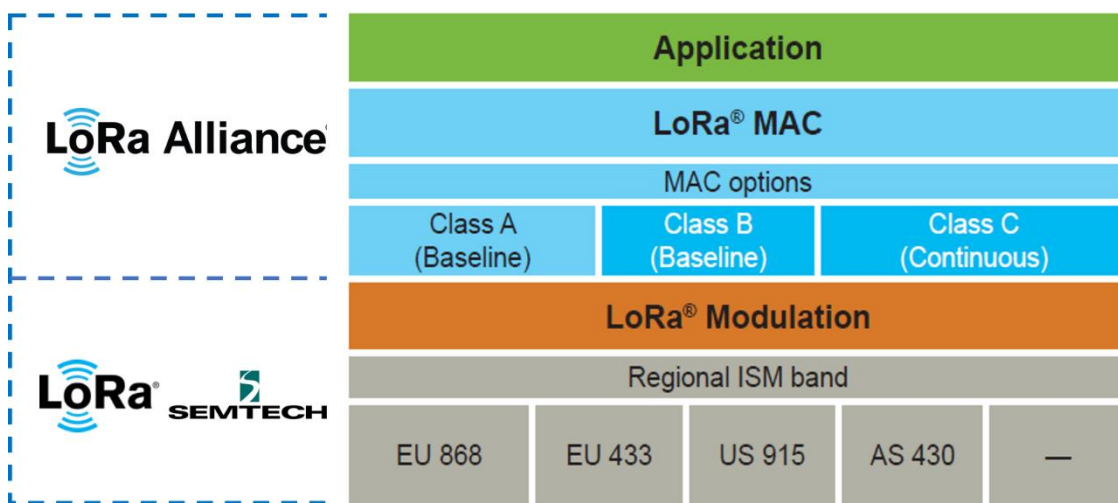 Application
LoRa Alliance®
LoRa® MAC
MAC options
Class A
(Baseline)
Class B
(Baseline)
Class C
(Continuous)
LoRa® Modulation
LoRa®
SEMTECH
Regional ISM band
EU 868
EU 433
US 915
AS 430
—